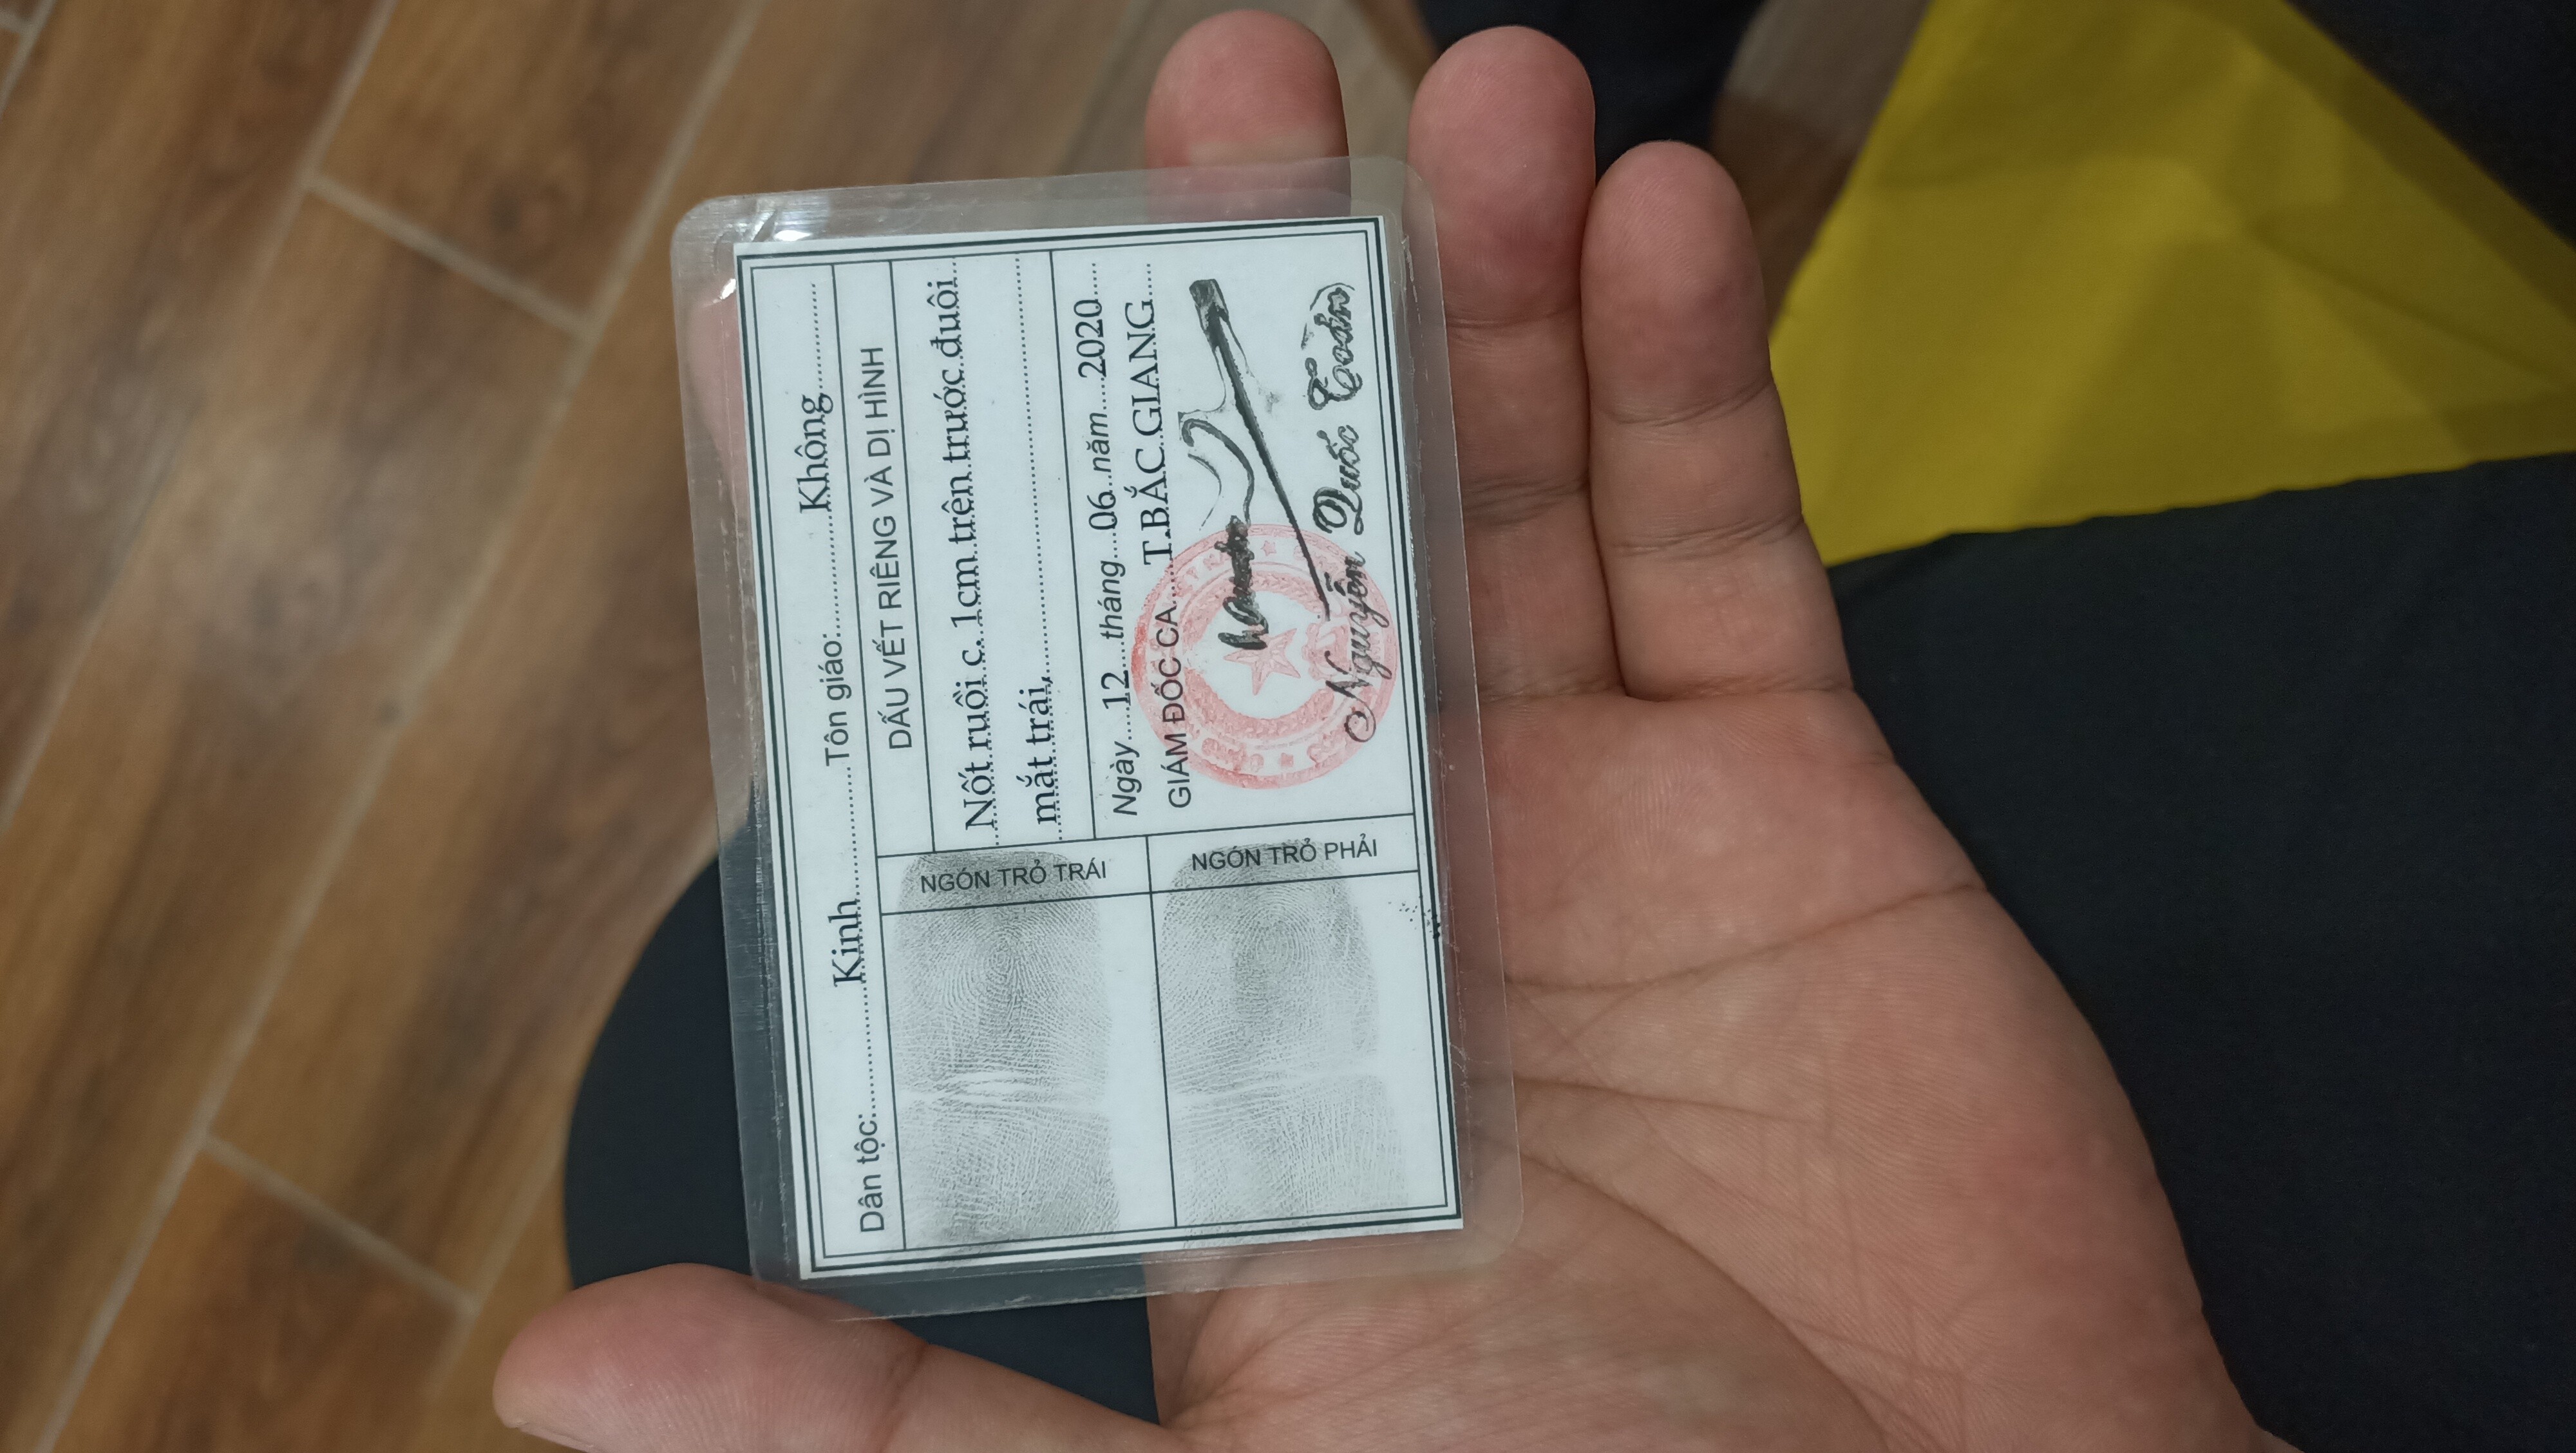 Dân tộc:..........Kinh..........Tôn giáo:..........Không..........
DẤU VẾT RIÊNG VÀ DỊ HÌNH
Nốt ruồi c. 1cm trên trước đuôi
mắt trái,
Ngày....12....tháng...06..năm...2020....
GIÁM ĐỐC CA....T.BẮC GIANG....
Nguyễn Quốc Toản
NGÓN TRỎ TRÁI
NGÓN TRỎ PHẢI